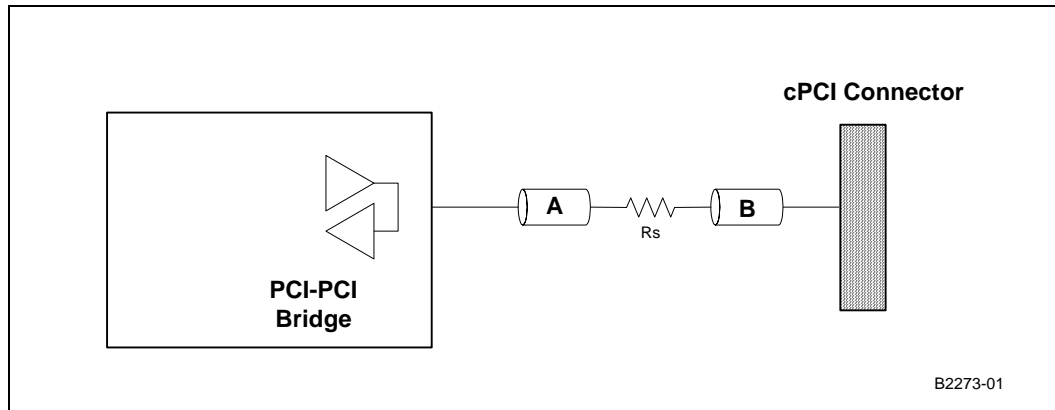 cPCI Connector
A
Rs
B
PCI-PCI
Bridge
B2273-01